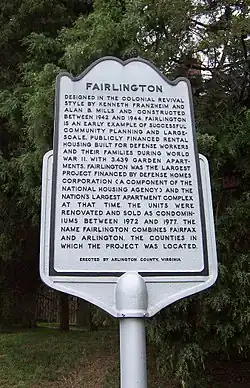 FAIRLINGTON
DESIGNED IN THE COLONIAL REVIVAL
STYLE BY KENNETH FRANZHEIM AND
ALAN B. MILLS AND CONSTRUCTED
BETWEEN 1942 AND 1944, FAIRLINGTON
IS AN EARLY EXAMPLE OF SUCCESSFUL
COMMUNITY PLANNING AND LARGE-
SCALE, PUBLICLY FINANCED RENTAL
HOUSING BUILT FOR DEFENSE WORKERS
AND THEIR FAMILIES DURING WORLD
WAR II. WITH 3,439 GARDEN APART-
MENTS, FAIRLINGTON WAS THE LARGEST
PROJECT FINANCED BY DEFENSE HOMES
CORPORATION (A COMPONENT OF THE
NATIONAL HOUSING AGENCY) AND THE
NATION'S LARGEST APARTMENT COMPLEX
AT THAT TIME. THE UNITS WERE
RENOVATED AND SOLD AS CONDOMIN-
IUMS BETWEEN 1972 AND 1977. THE
NAME FAIRLINGTON COMBINES FAIRFAX
AND ARLINGTON, THE COUNTIES IN
WHICH THE PROJECT WAS LOCATED.
ERECTED BY ARLINGTON COUNTY, VIRGINIA